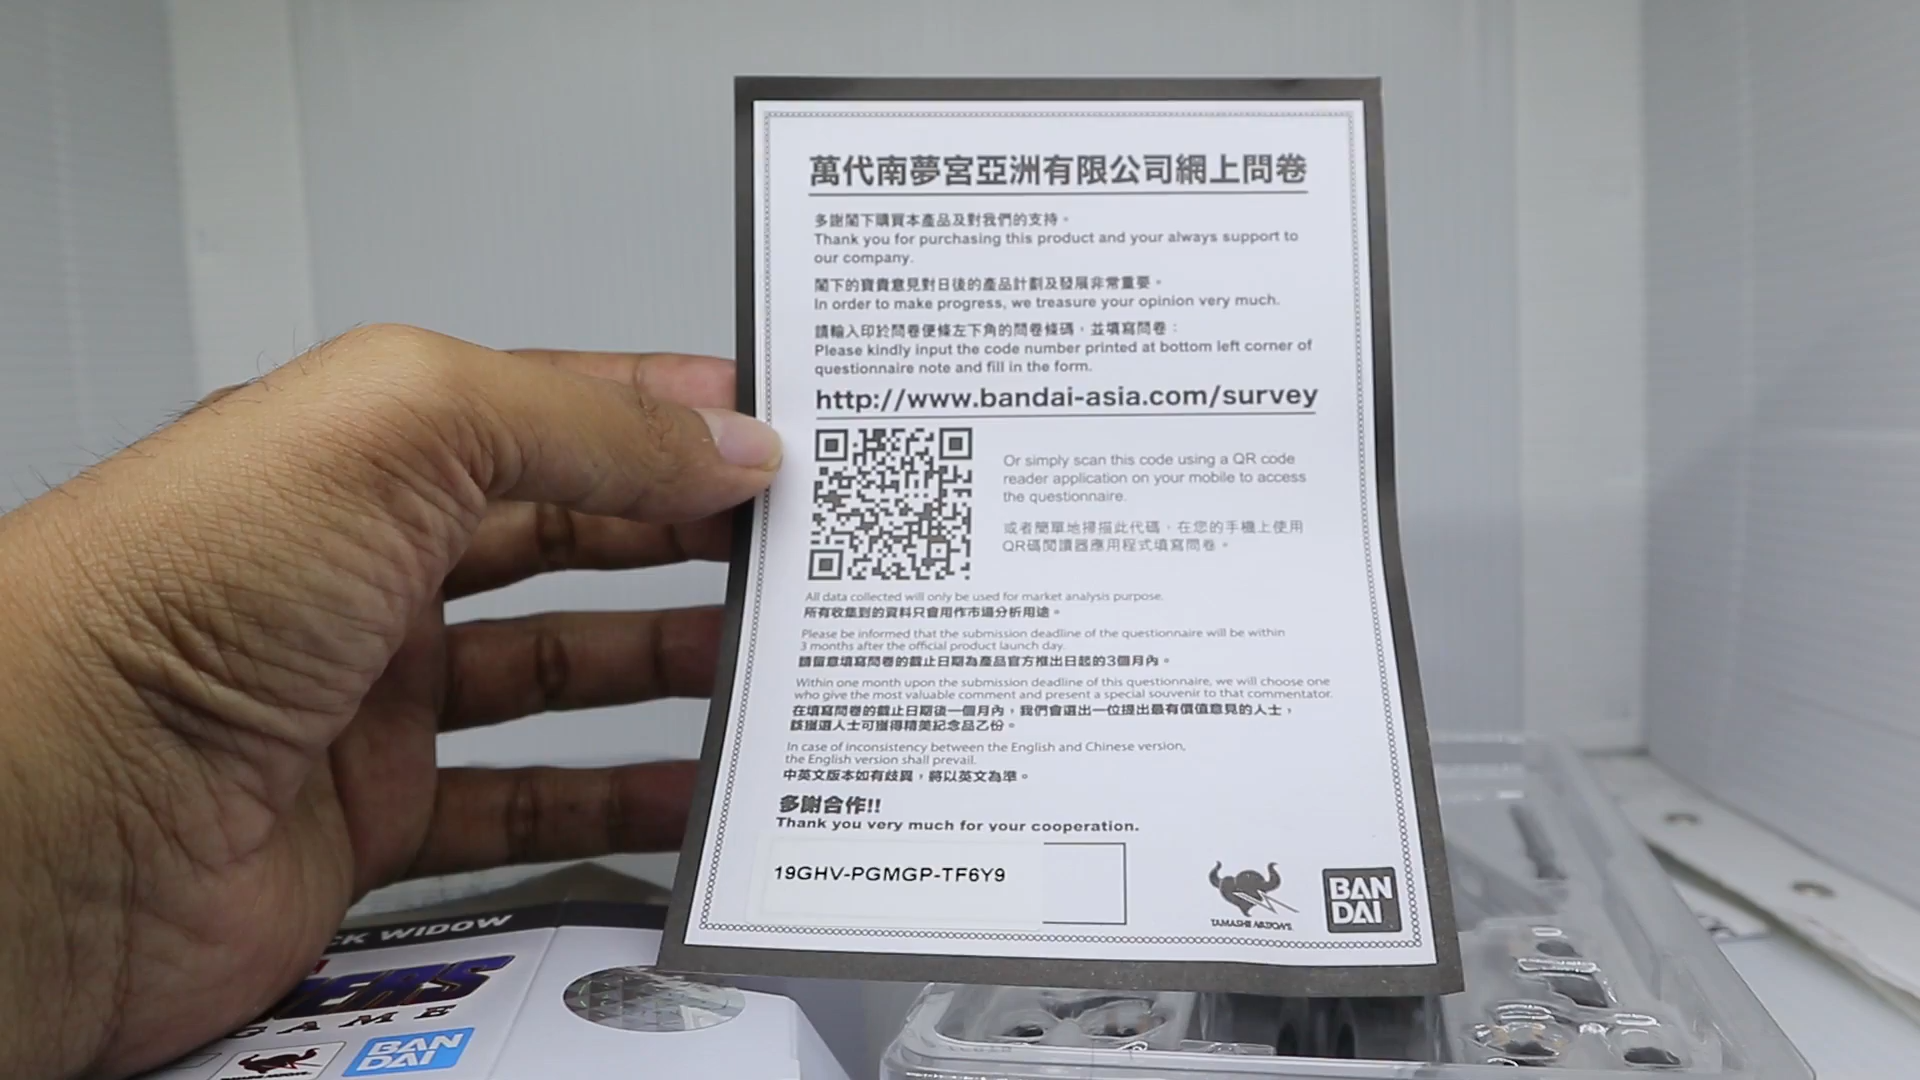 萬代南夢宮亞洲有限公司網上問卷
多謝閣下購買本產品及對我們的支持。
Thank you for purchasing this product and your always support to
our company.
閣下的寶貴意見對日後的產品計劃及發展非常重要。
In order to make progress, we treasure your opinion very much.
請輸入印於問卷便條左下角的問卷條碼，並填寫問卷：
Please kindly input the code number printed at bottom left corner of
questionnaire note and fill in the form.
http://www.bandai-asia.com/survey
Or simply scan this code using a QR code
reader application on your mobile to access
the questionnaire.
或者簡單地掃描此代碼，在您的手機上使用
QR碼閱讀器應用程式填寫問卷。
All data collected will only be used for market analysis purpose.
所有收集到的資料只會用作市場分析用途。
Please be informed that the submission deadline of the questionnaire will be within
3 months after the official product launch day.
請留意填寫問卷的截止日期為產品官方推出日起的3個月內。
Within one month upon the submission deadline of this questionnaire, we will choose one
who give the most valuable comment and present a special souvenir to that commentator.
在填寫問卷的截止日期後一個月內，我們會選出一位提出最有價值意見的人士，
該獲選人士可獲得精美紀念品乙份。
In case of inconsistency between the English and Chinese version,
the English version shall prevail.
中英文版本如有歧異，將以英文為準。
多謝合作!!
Thank you very much for your cooperation.
19GHV-PGMGP-TF6Y9
TAMASHII NATIONS
BAN
DAI
CK WIDOW
GAME
BAN
DAI